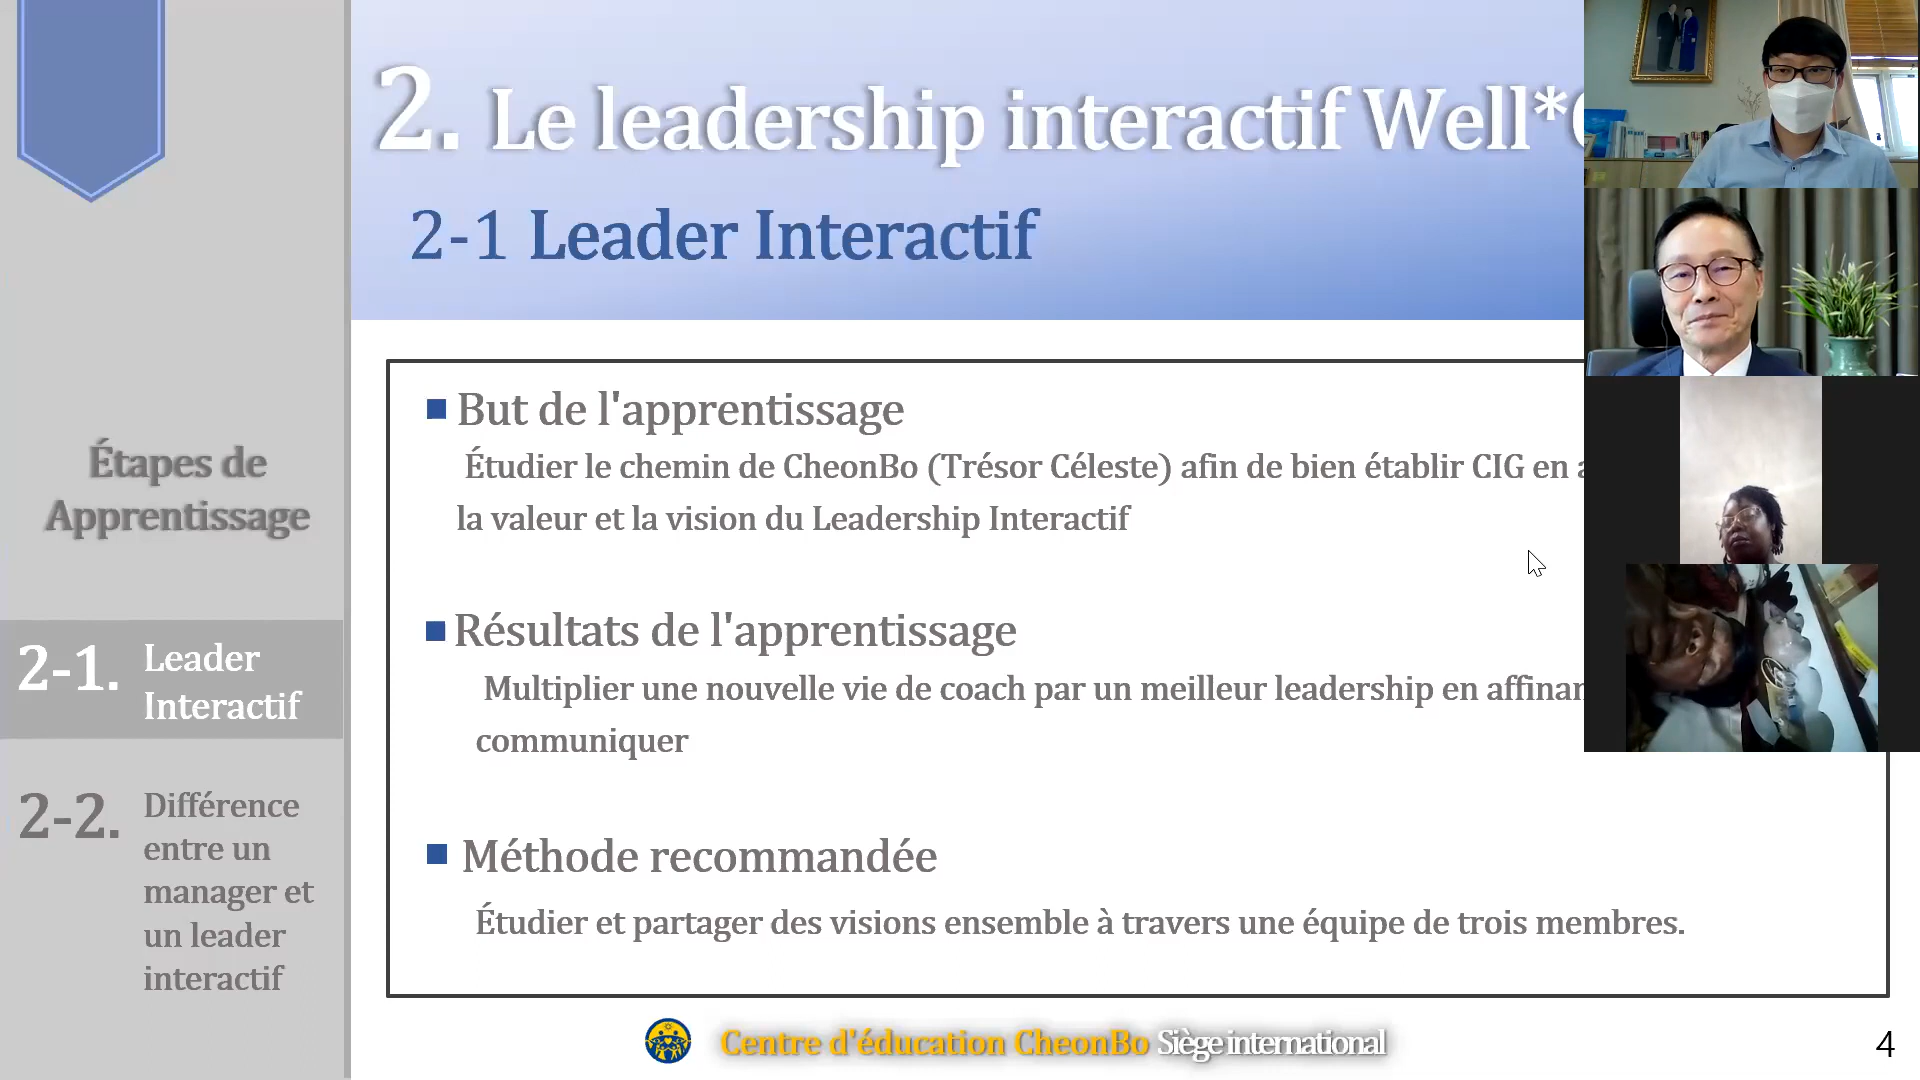 2. Le leadership interactif Well*
2-1 Leader Interactif
Étapes de
Apprentissage
2-1. Leader
Interactif
2-2. Différence
entre un
manager et
un leader
interactif
■ But de l'apprentissage
Étudier le chemin de CheonBo (Trésor Céleste) afin de bien établir CIG en
la valeur et la vision du Leadership Interactif
■ Résultats de l'apprentissage
Multiplier une nouvelle vie de coach par un meilleur leadership en
communiquer
■ Méthode recommandée
Étudier et partager des visions ensemble à travers une équipe de trois membres.
Centre d'éducation CheonBo Siège international
4